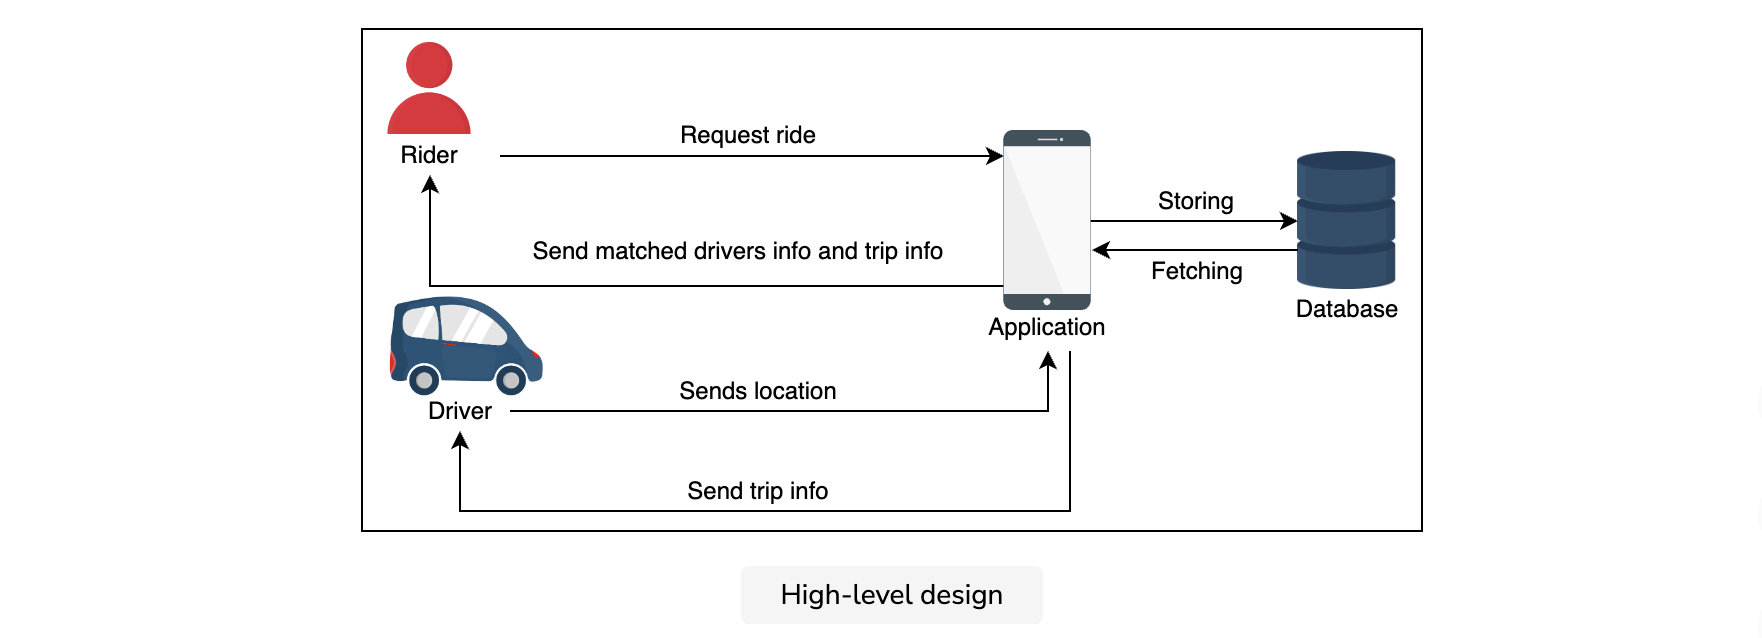 Rider
Request ride
Storing
Send matched drivers info and trip info
Fetching
Database
Application
Sends location
Driver
Send trip info
High-level design